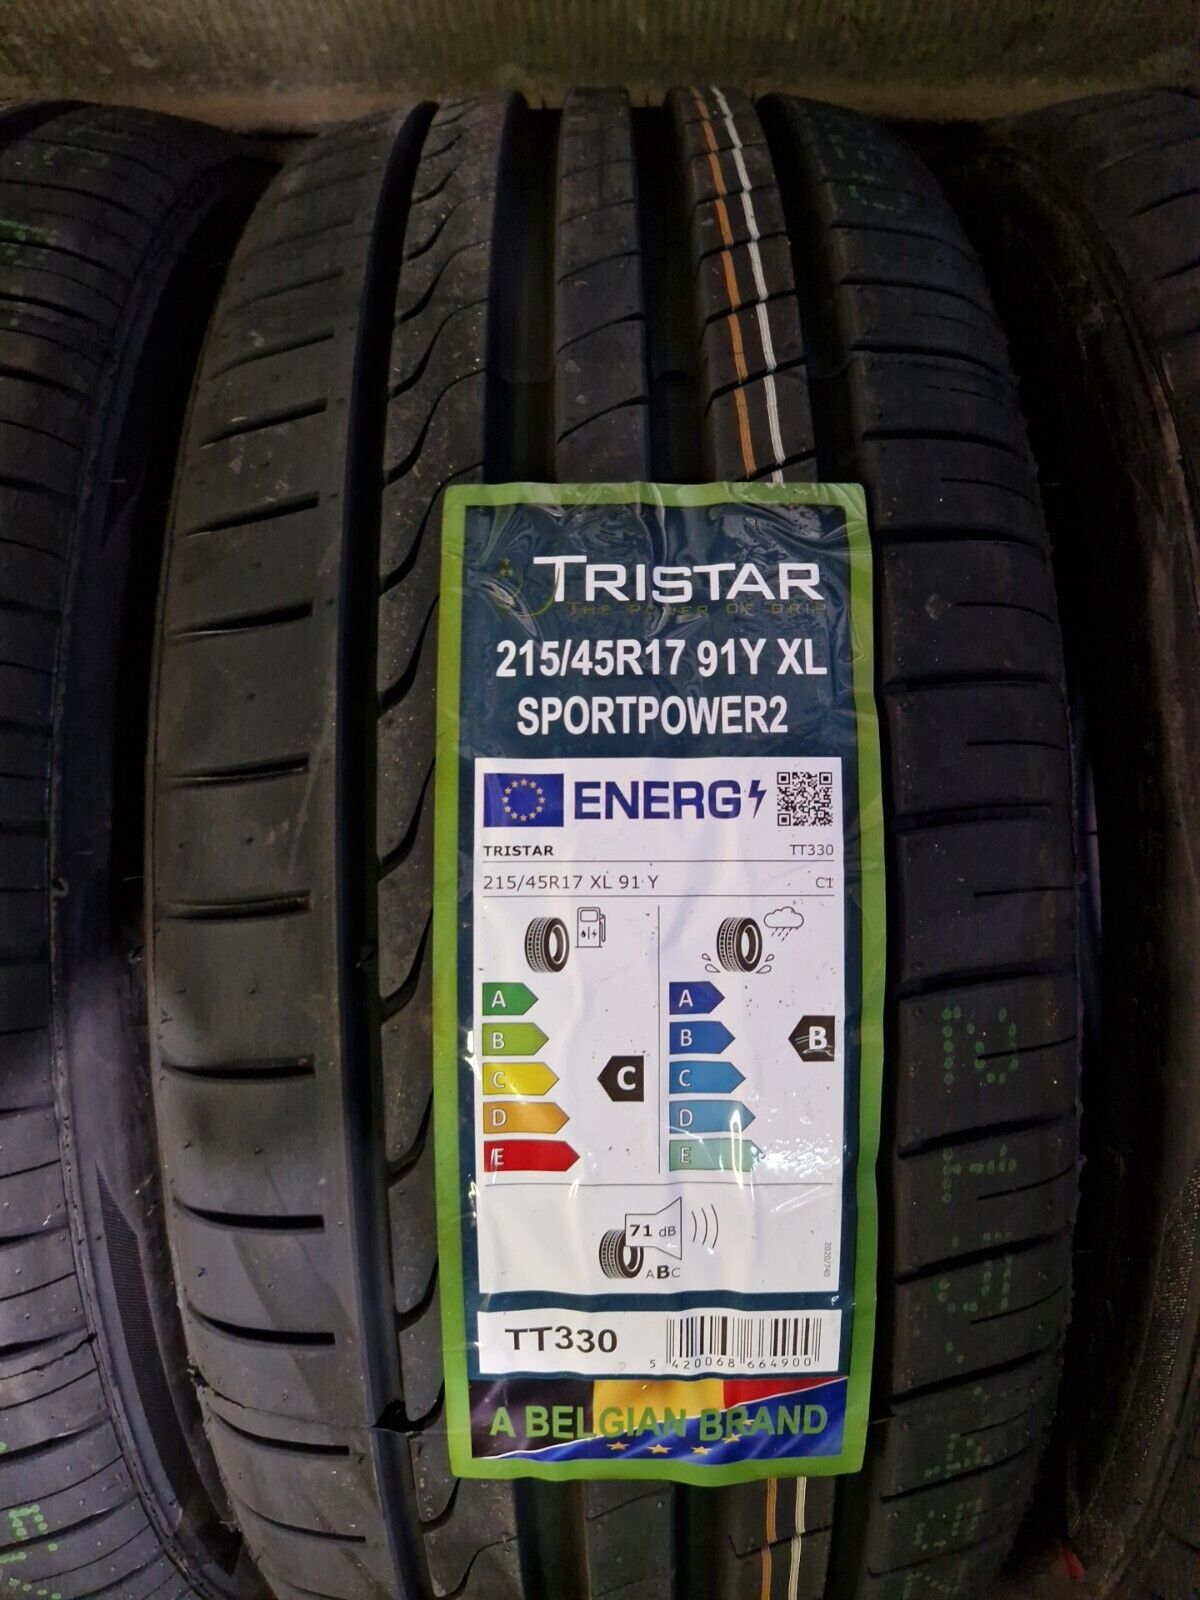 TRISTAR
THE POWER OF GRIP
215/45R17 91Y XL
SPORTPOWER2
ENERG
TRISTAR TT330
215/45R17 XL 91 Y C1
A A
B B B
C C C
D D
E E
71 dB
ABC
2020/740
TT330
5 420068 664900
A BELGIAN BRAND